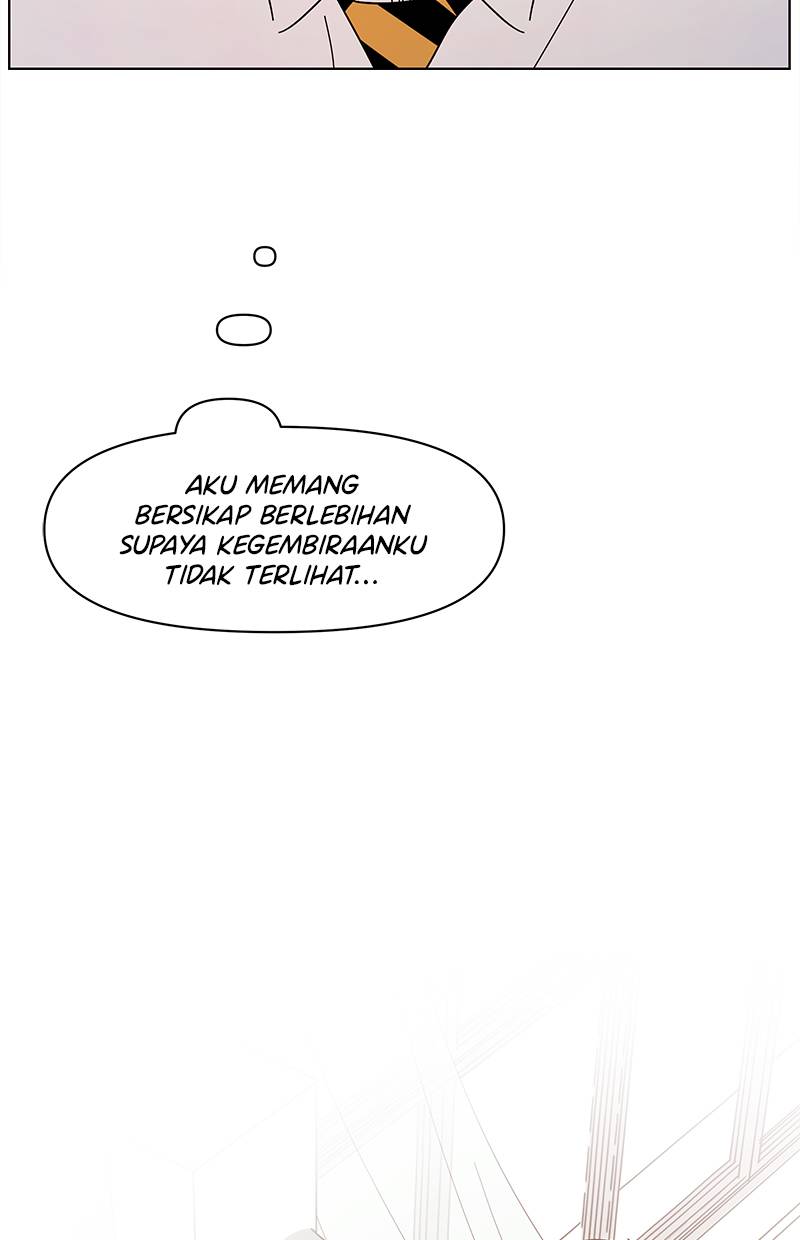 AKU MEMANG
BERSIKAP BERLEBIHAN
SUPAYA KEGEMBIRAANKU
TIDAK TERLIHAT...